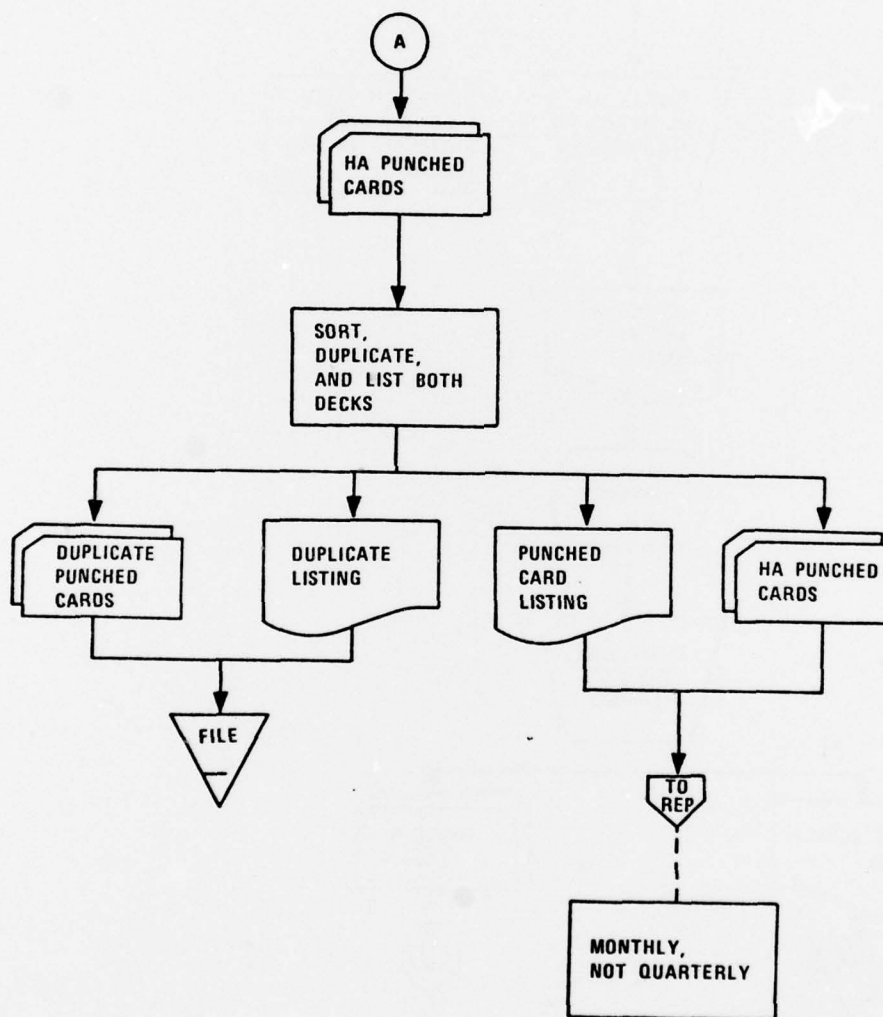 A
HA PUNCHED
CARDS
SORT,
DUPLICATE,
AND LIST BOTH
DECKS
DUPLICATE
PUNCHED
CARDS
DUPLICATE
LISTING
PUNCHED
CARD
LISTING
HA PUNCHED
CARDS
FILE
TO
REP
MONTHLY,
NOT QUARTERLY